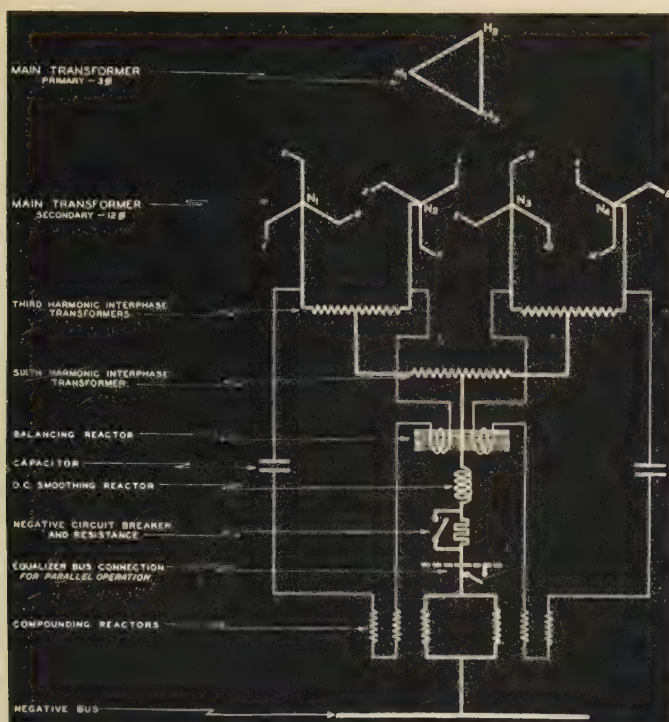 H2
MAIN TRANSFORMER
PRIMARY – 3Ø
MAIN TRANSFORMER
SECONDARY – 12Ø
N1
N2
N3
N4
THIRD HARMONIC INTERPHASE
TRANSFORMERS
SIXTH HARMONIC INTERPHASE
TRANSFORMER
BALANCING REACTOR
CAPACITOR
D.C. SMOOTHING REACTOR
NEGATIVE CIRCUIT BREAKER
AND RESISTANCE
EQUALIZER BUS CONNECTION
FOR PARALLEL OPERATION
COMPOUNDING REACTORS
NEGATIVE BUS